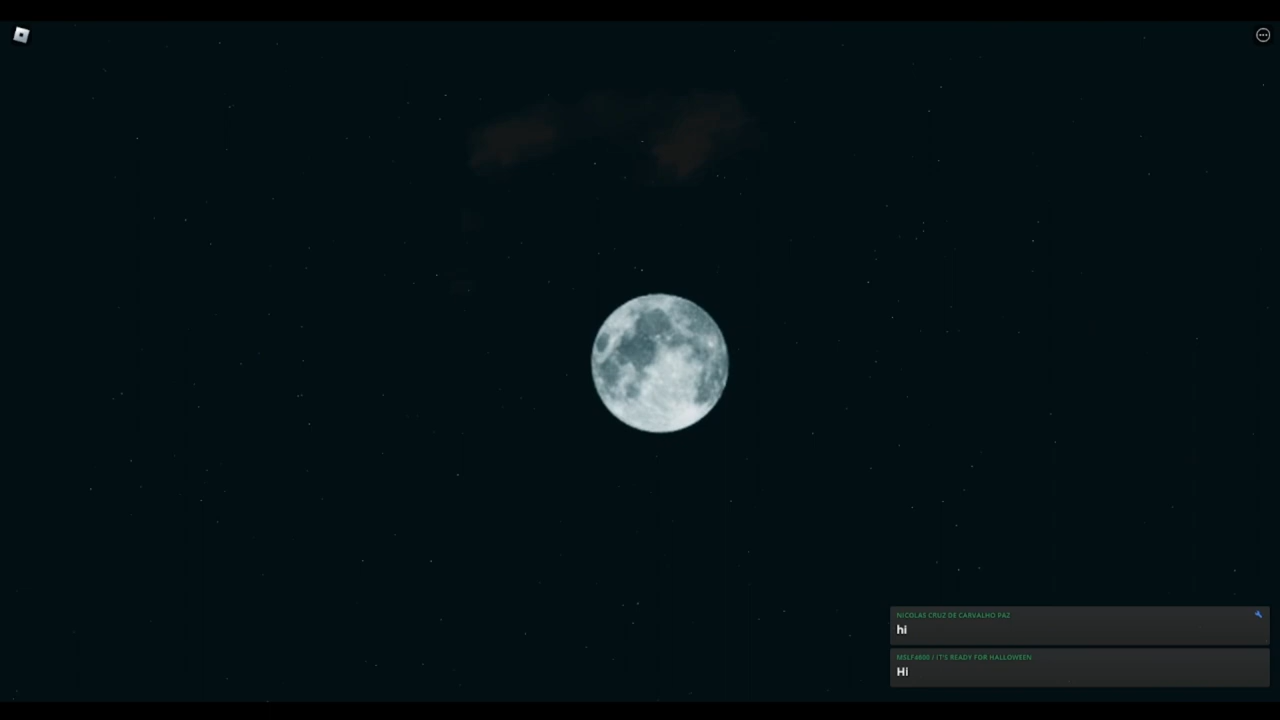 NICOLAS CRUZ DE CARVALHO PAZ
hi
MSLF4600 / IT'S READY FOR HALLOWEEN
Hi